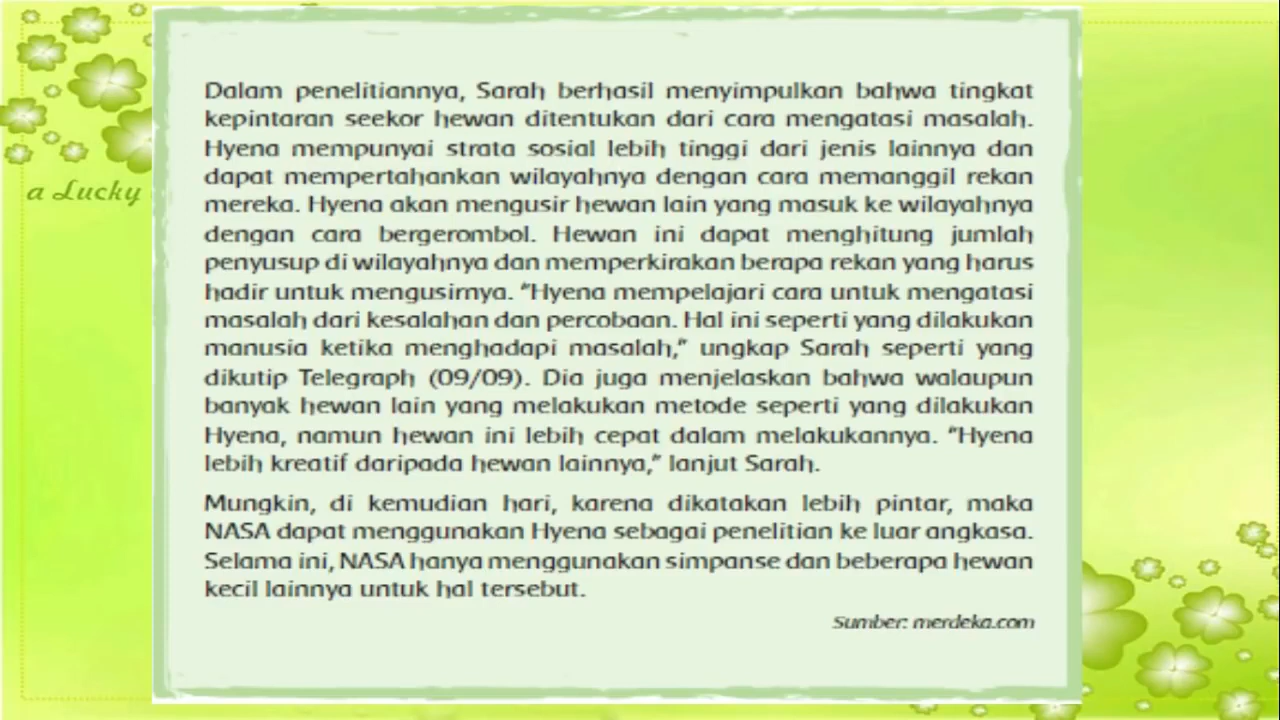 Dalam penelitiannya, Sarah berhasil menyimpulkan bahwa tingkat
kepintaran seekor hewan ditentukan dari cara mengatasi masalah.
Hyena mempunyai strata sosial lebih tinggi dari jenis lainnya dan
dapat mempertahankan wilayahnya dengan cara memanggil rekan
mereka. Hyena akan mengusir hewan lain yang masuk ke wilayahnya
dengan cara bergerombol. Hewan ini dapat menghitung jumlah
penyusup di wilayahnya dan memperkirakan berapa rekan yang harus
hadir untuk mengusirnya. “Hyena mempelajari cara untuk mengatasi
masalah dari kesalahan dan percobaan. Hal ini seperti yang dilakukan
manusia ketika menghadapi masalah,” ungkap Sarah seperti yang
dikutip Telegraph (09/09). Dia juga menjelaskan bahwa walaupun
banyak hewan lain yang melakukan metode seperti yang dilakukan
Hyena, namun hewan ini lebih cepat dalam melakukannya. “Hyena
lebih kreatif daripada hewan lainnya,” lanjut Sarah.
Mungkin, di kemudian hari, karena dikatakan lebih pintar, maka
NASA dapat menggunakan Hyena sebagai penelitian ke luar angkasa.
Selama ini, NASA hanya menggunakan simpanse dan beberapa hewan
kecil lainnya untuk hal tersebut.
Sumber: merdeka.com
a Lucky